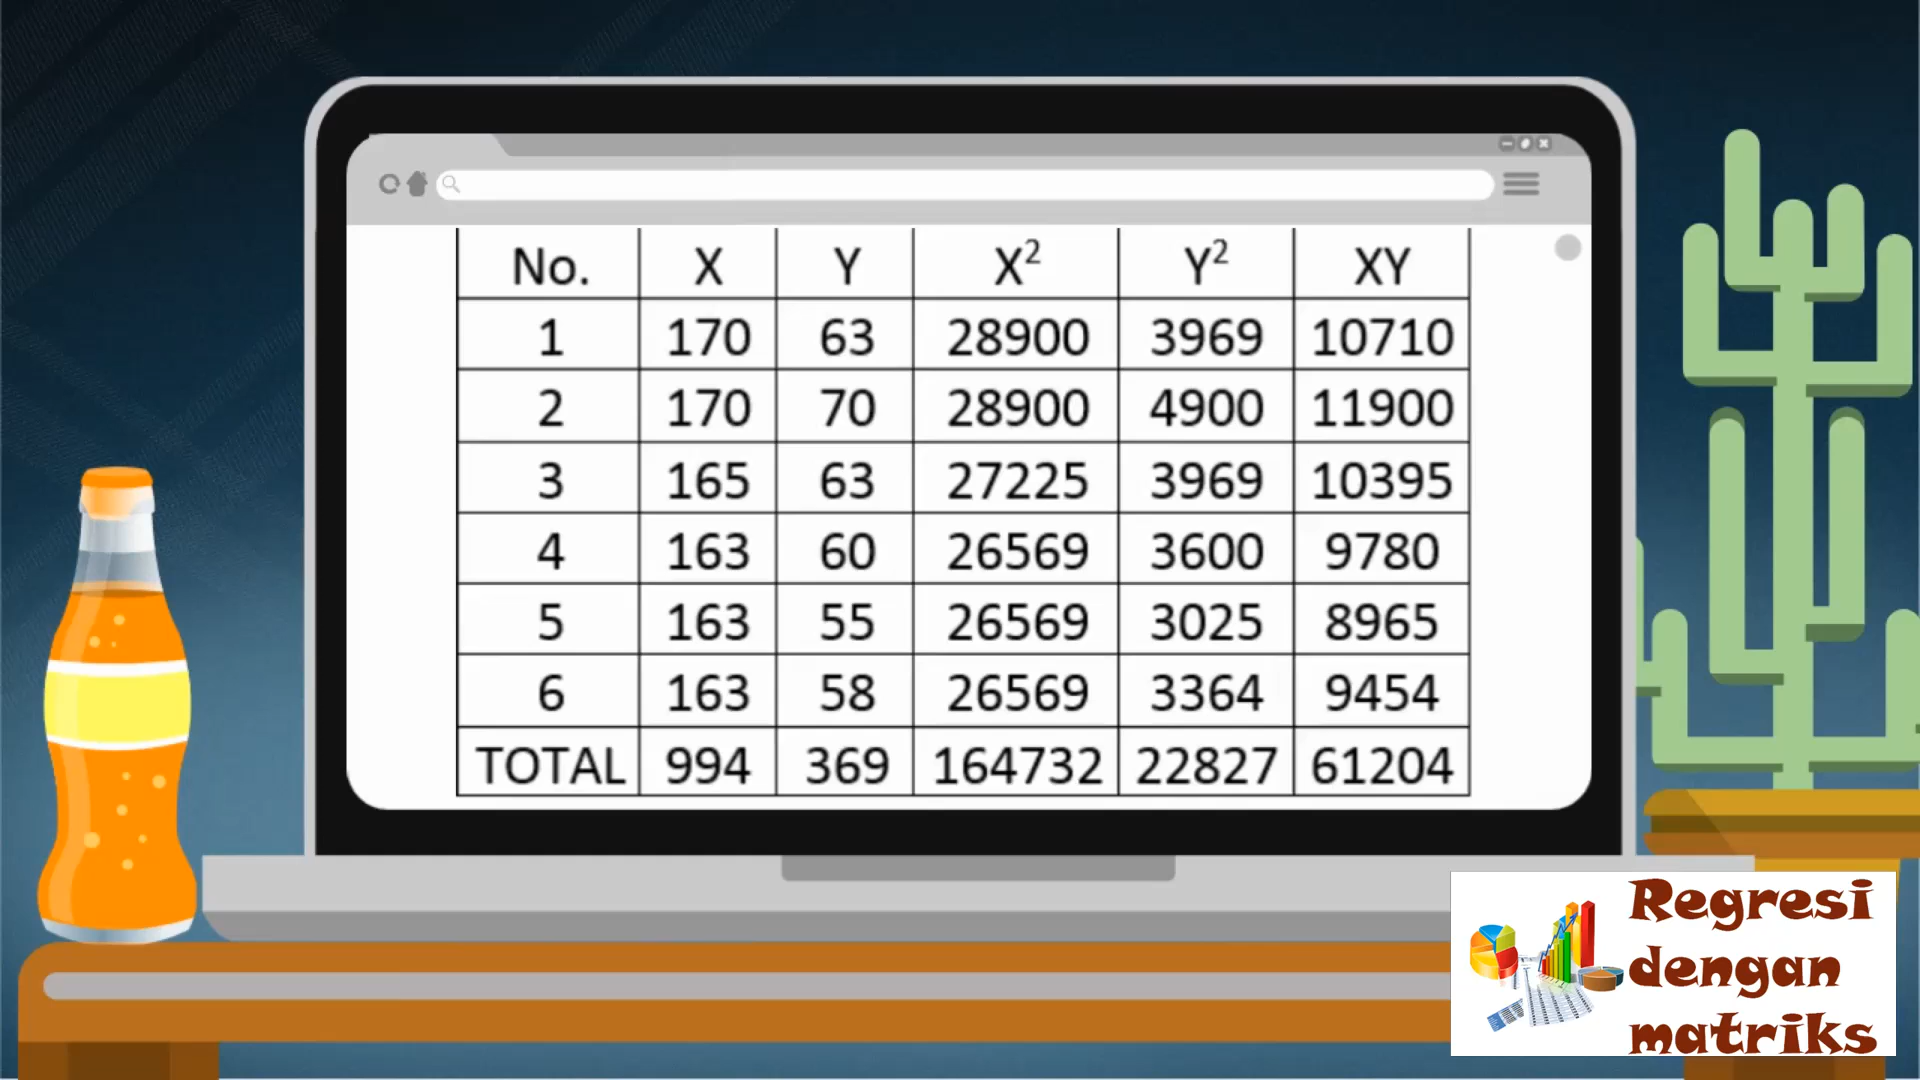 No. X Y X² Y² XY
1 170 63 28900 3969 10710
2 170 70 28900 4900 11900
3 165 63 27225 3969 10395
4 163 60 26569 3600 9780
5 163 55 26569 3025 8965
6 163 58 26569 3364 9454
TOTAL 994 369 164732 22827 61204
Regresi
dengan
matriks